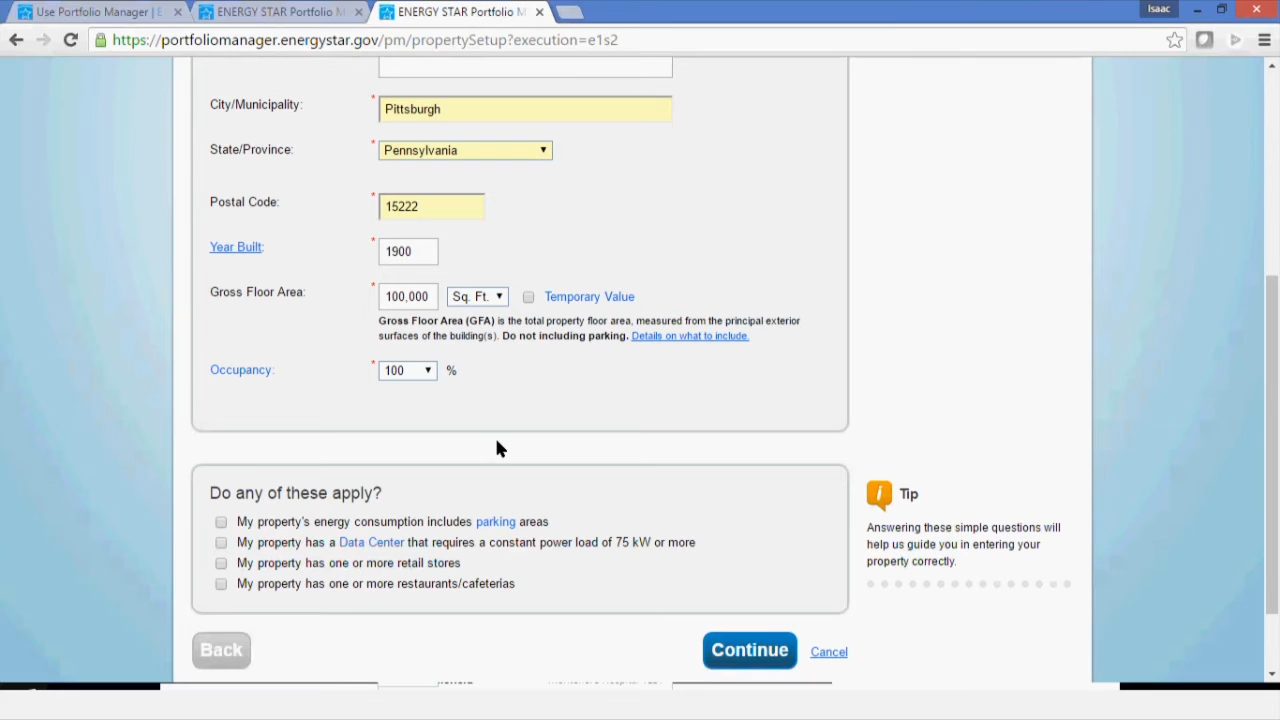 Use Portfolio Manager |
ENERGY STAR Portfolio M
ENERGY STAR Portfolio M
Isaac
https://portfoliomanager.energystar.gov/pm/propertySetup?execution=e1s2
City/Municipality:
* Pittsburgh
State/Province:
* Pennsylvania
Postal Code:
* 15222
Year Built:
* 1900
Gross Floor Area:
* 100,000 Sq. Ft. Temporary Value
Gross Floor Area (GFA) is the total property floor area, measured from the principal exterior
surfaces of the building(s). Do not including parking. Details on what to include.
Occupancy:
* 100 %
Do any of these apply?
My property's energy consumption includes parking areas
My property has a Data Center that requires a constant power load of 75 kW or more
My property has one or more retail stores
My property has one or more restaurants/cafeterias
Tip
Answering these simple questions will
help us guide you in entering your
property correctly.
Back
Continue
Cancel